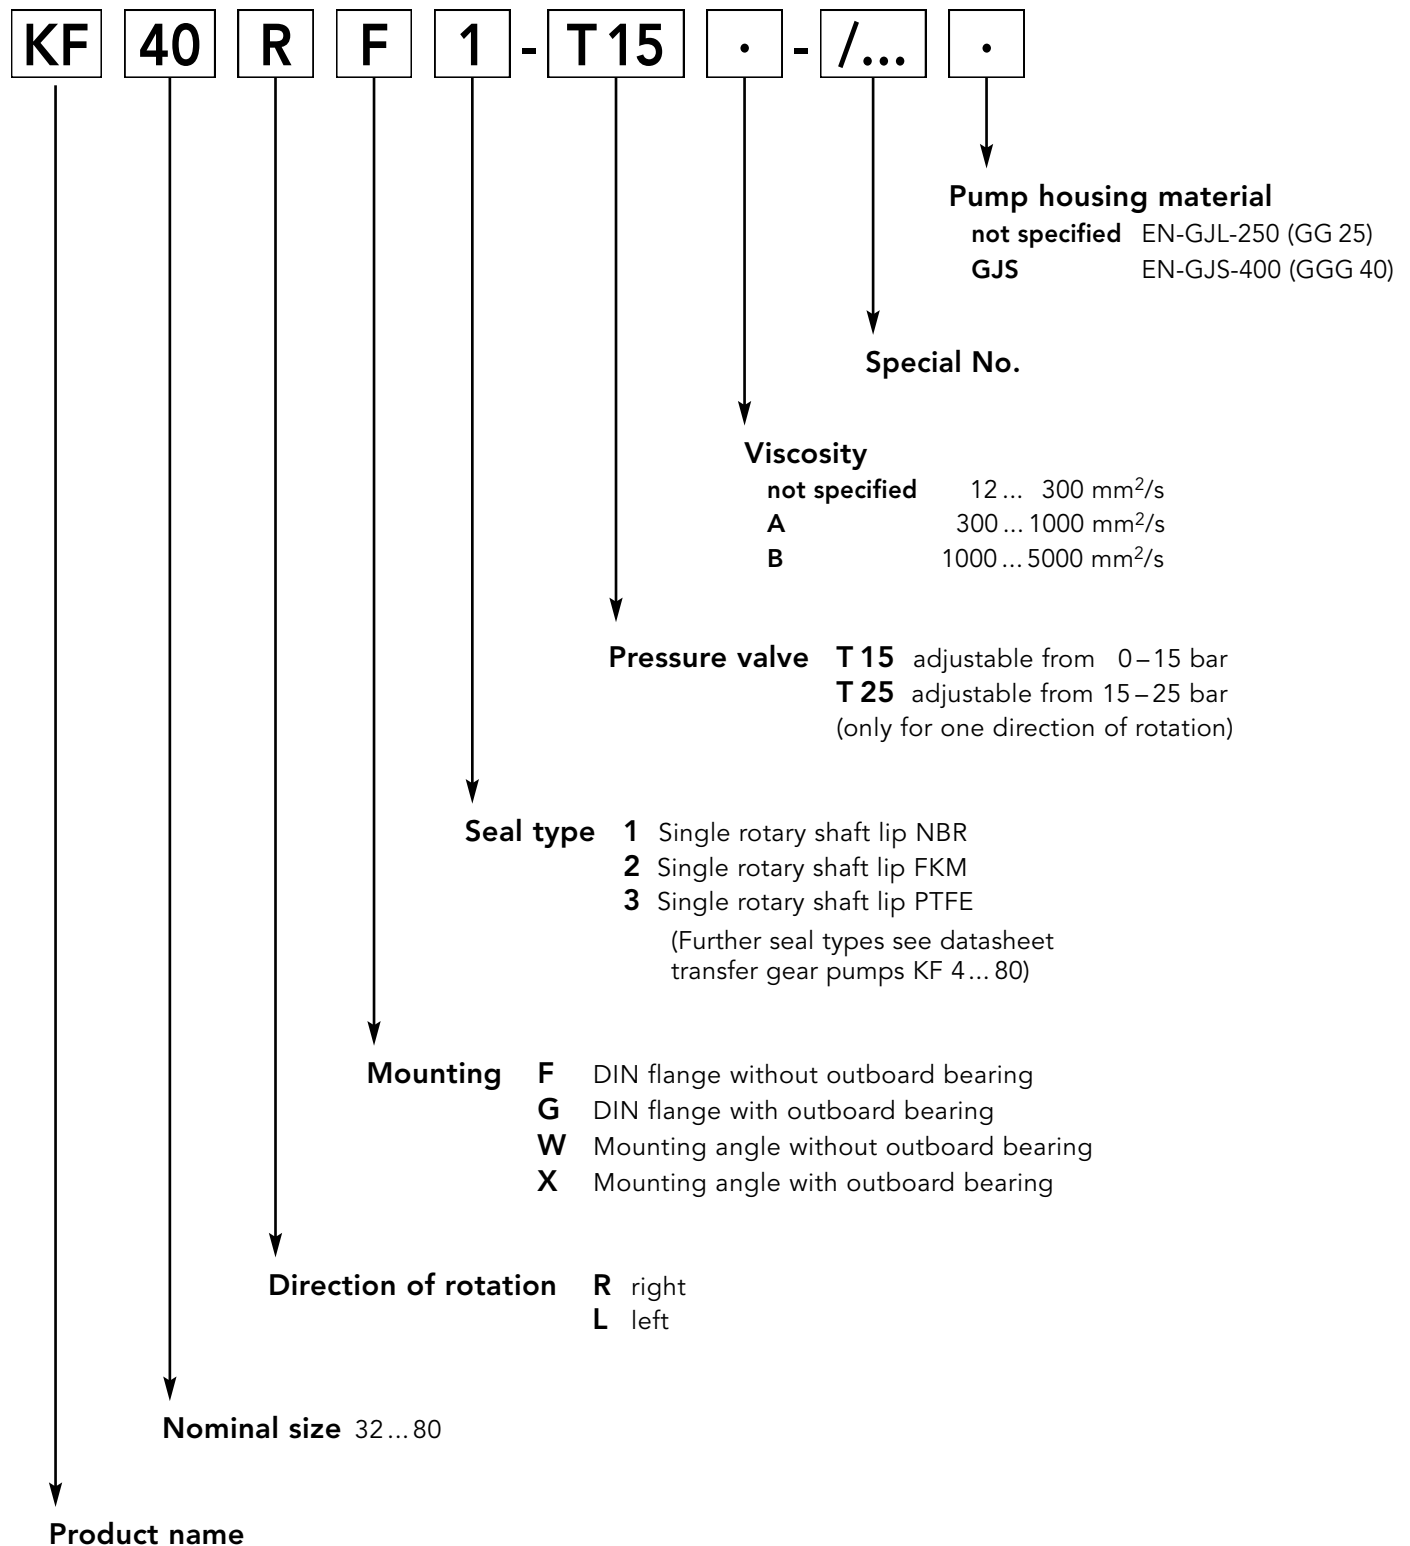 KF 40 R F 1 - T 15 · - /... ·
Pump housing material
not specified EN-GJL-250 (GG 25)
GJS EN-GJS-400 (GGG 40)
Special No.
Viscosity
not specified 12 ... 300 mm²/s
A 300 ... 1000 mm²/s
B 1000 ... 5000 mm²/s
Pressure valve T 15 adjustable from 0 – 15 bar
T 25 adjustable from 15 – 25 bar
(only for one direction of rotation)
Seal type 1 Single rotary shaft lip NBR
2 Single rotary shaft lip FKM
3 Single rotary shaft lip PTFE
(Further seal types see datasheet
transfer gear pumps KF 4 ... 80)
Mounting F DIN flange without outboard bearing
G DIN flange with outboard bearing
W Mounting angle without outboard bearing
X Mounting angle with outboard bearing
Direction of rotation R right
L left
Nominal size 32 ... 80
Product name